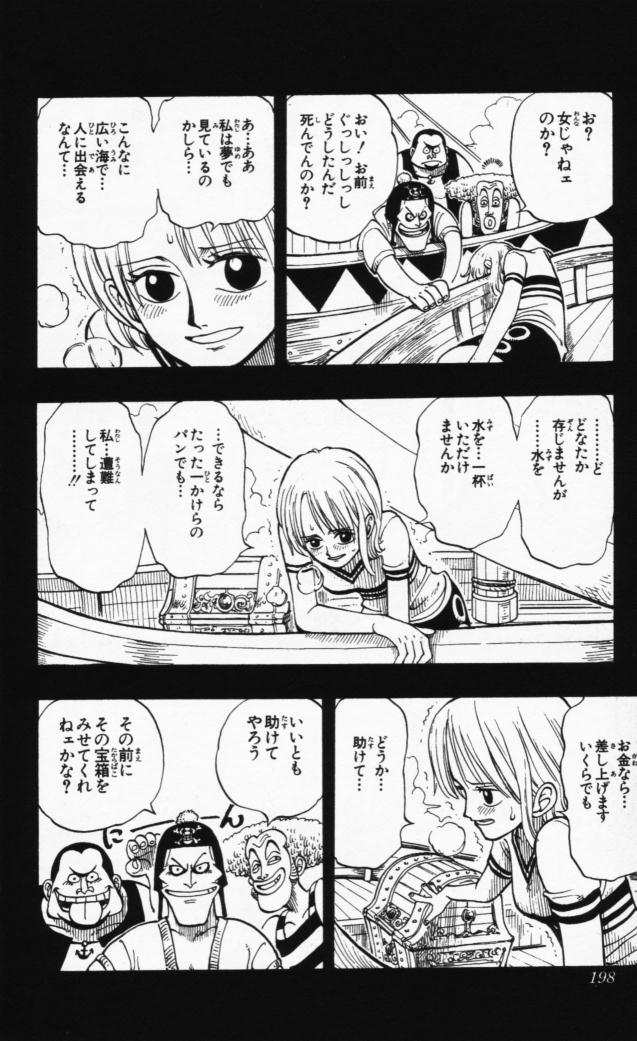 お？
女じゃねェ
のか？
おい！お前
ぐっしっしっし
どうしたんだ
死んでんのか？
あ…ああ
私は夢でも
見ているの
かしら…
こんなに
広い海で…
人に出会える
なんて…
………ど
どなたか
存じませんが
……水を
水を…一杯
いただけ
ませんか
…できるなら
たった一かけらの
パンでも…
私…遭難
してしまって
………!!
お金なら…
差し上げます
いくらでも
どうか…
助けて…
いいとも
助けて
やろう
その前に
その宝箱を
みせてくれ
ねェかな？
にーーん
198